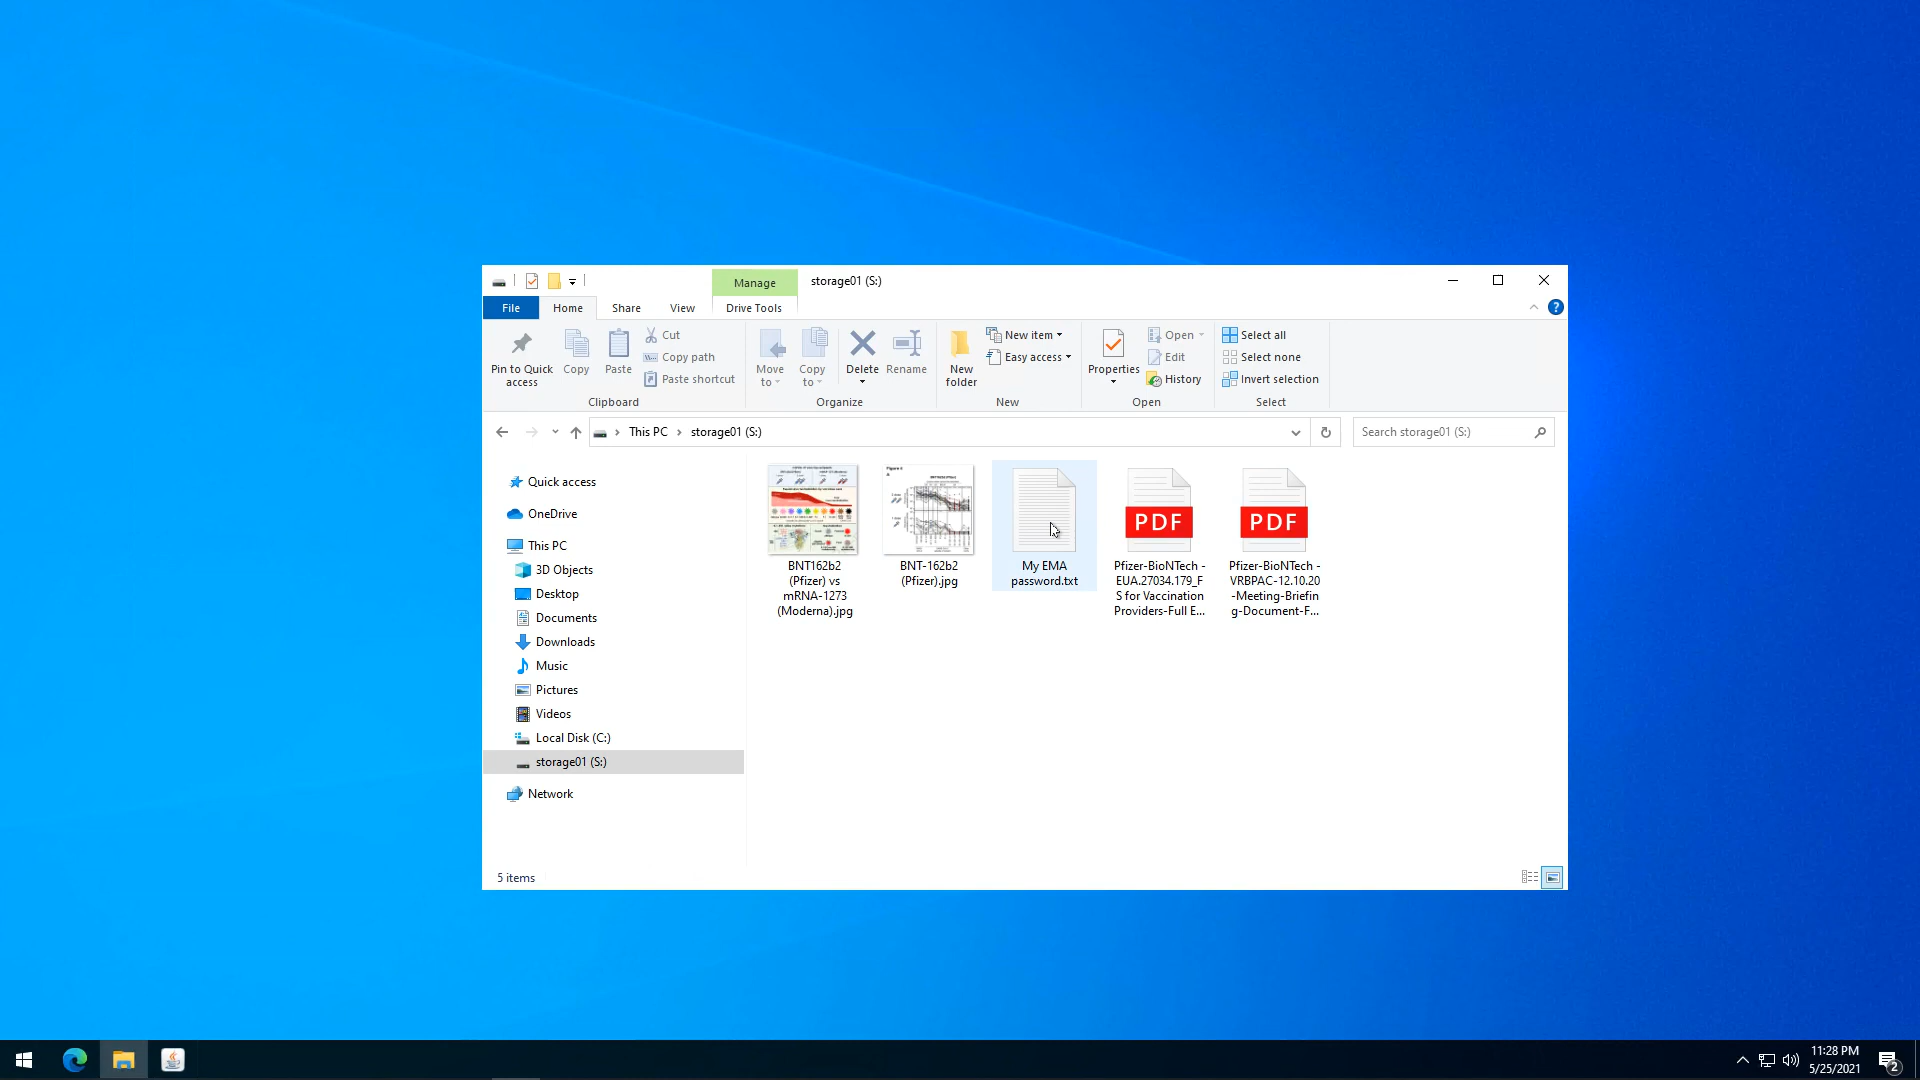 Manage
storage01 (S:)
File
Home
Share
View
Drive Tools
Pin to Quick
access
Copy
Paste
Cut
Copy path
Paste shortcut
Clipboard
Move
to
Copy
to
Delete
Rename
Organize
New
folder
New item
Easy access
New
Properties
Open
Edit
History
Open
Select all
Select none
Invert selection
Select
This PC
storage01 (S:)
Search storage01 (S:)
Quick access
OneDrive
This PC
3D Objects
Desktop
Documents
Downloads
Music
Pictures
Videos
Local Disk (C:)
storage01 (S:)
Network
BNT162b2
(Pfizer) vs
mRNA-1273
(Moderna).jpg
BNT-162b2
(Pfizer).jpg
My EMA
password.txt
PDF
Pfizer-BioNTech -
EUA.27034.179_F
S for Vaccination
Providers-Full E...
PDF
Pfizer-BioNTech -
VRBPAC-12.10.20
-Meeting-Briefin
g-Document-F...
5 items
11:28 PM
5/25/2021
2